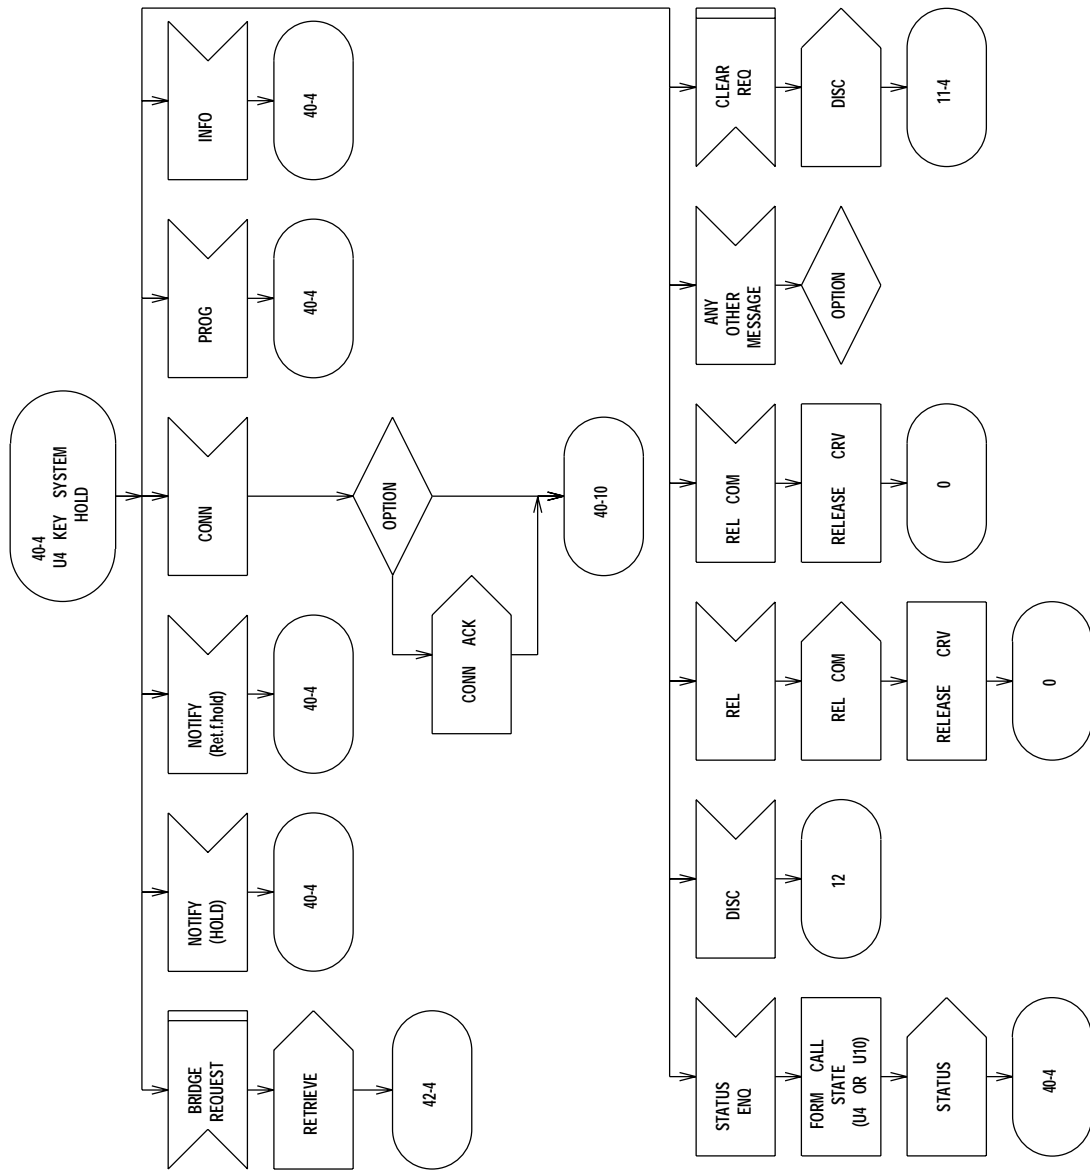 40-4
U4 KEY SYSTEM
HOLD
BRIDGE
REQUEST
RETRIEVE
42-4
NOTIFY
(HOLD)
40-4
NOTIFY
(Ret.f.hold)
40-4
CONN
OPTION
CONN ACK
40-10
PROG
40-4
INFO
40-4
STATUS
ENQ
FORM CALL
STATE
(U4 OR U10)
STATUS
40-4
DISC
12
REL
REL COM
RELEASE CRV
0
REL COM
RELEASE CRV
0
ANY
OTHER
MESSAGE
OPTION
CLEAR
REQ
DISC
11-4